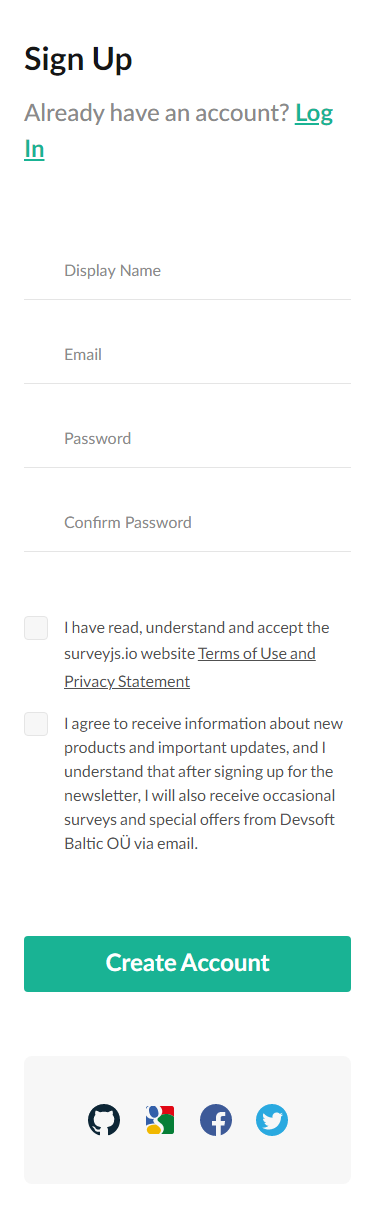 Sign Up
Already have an account? Log
In
Display Name
Email
Password
Confirm Password
I have read, understand and accept the
surveyjs.io website Terms of Use and
Privacy Statement
I agree to receive information about new
products and important updates, and I
understand that after signing up for the
newsletter, I will also receive occasional
surveys and special offers from Devsoft
Baltic OÜ via email.
Create Account